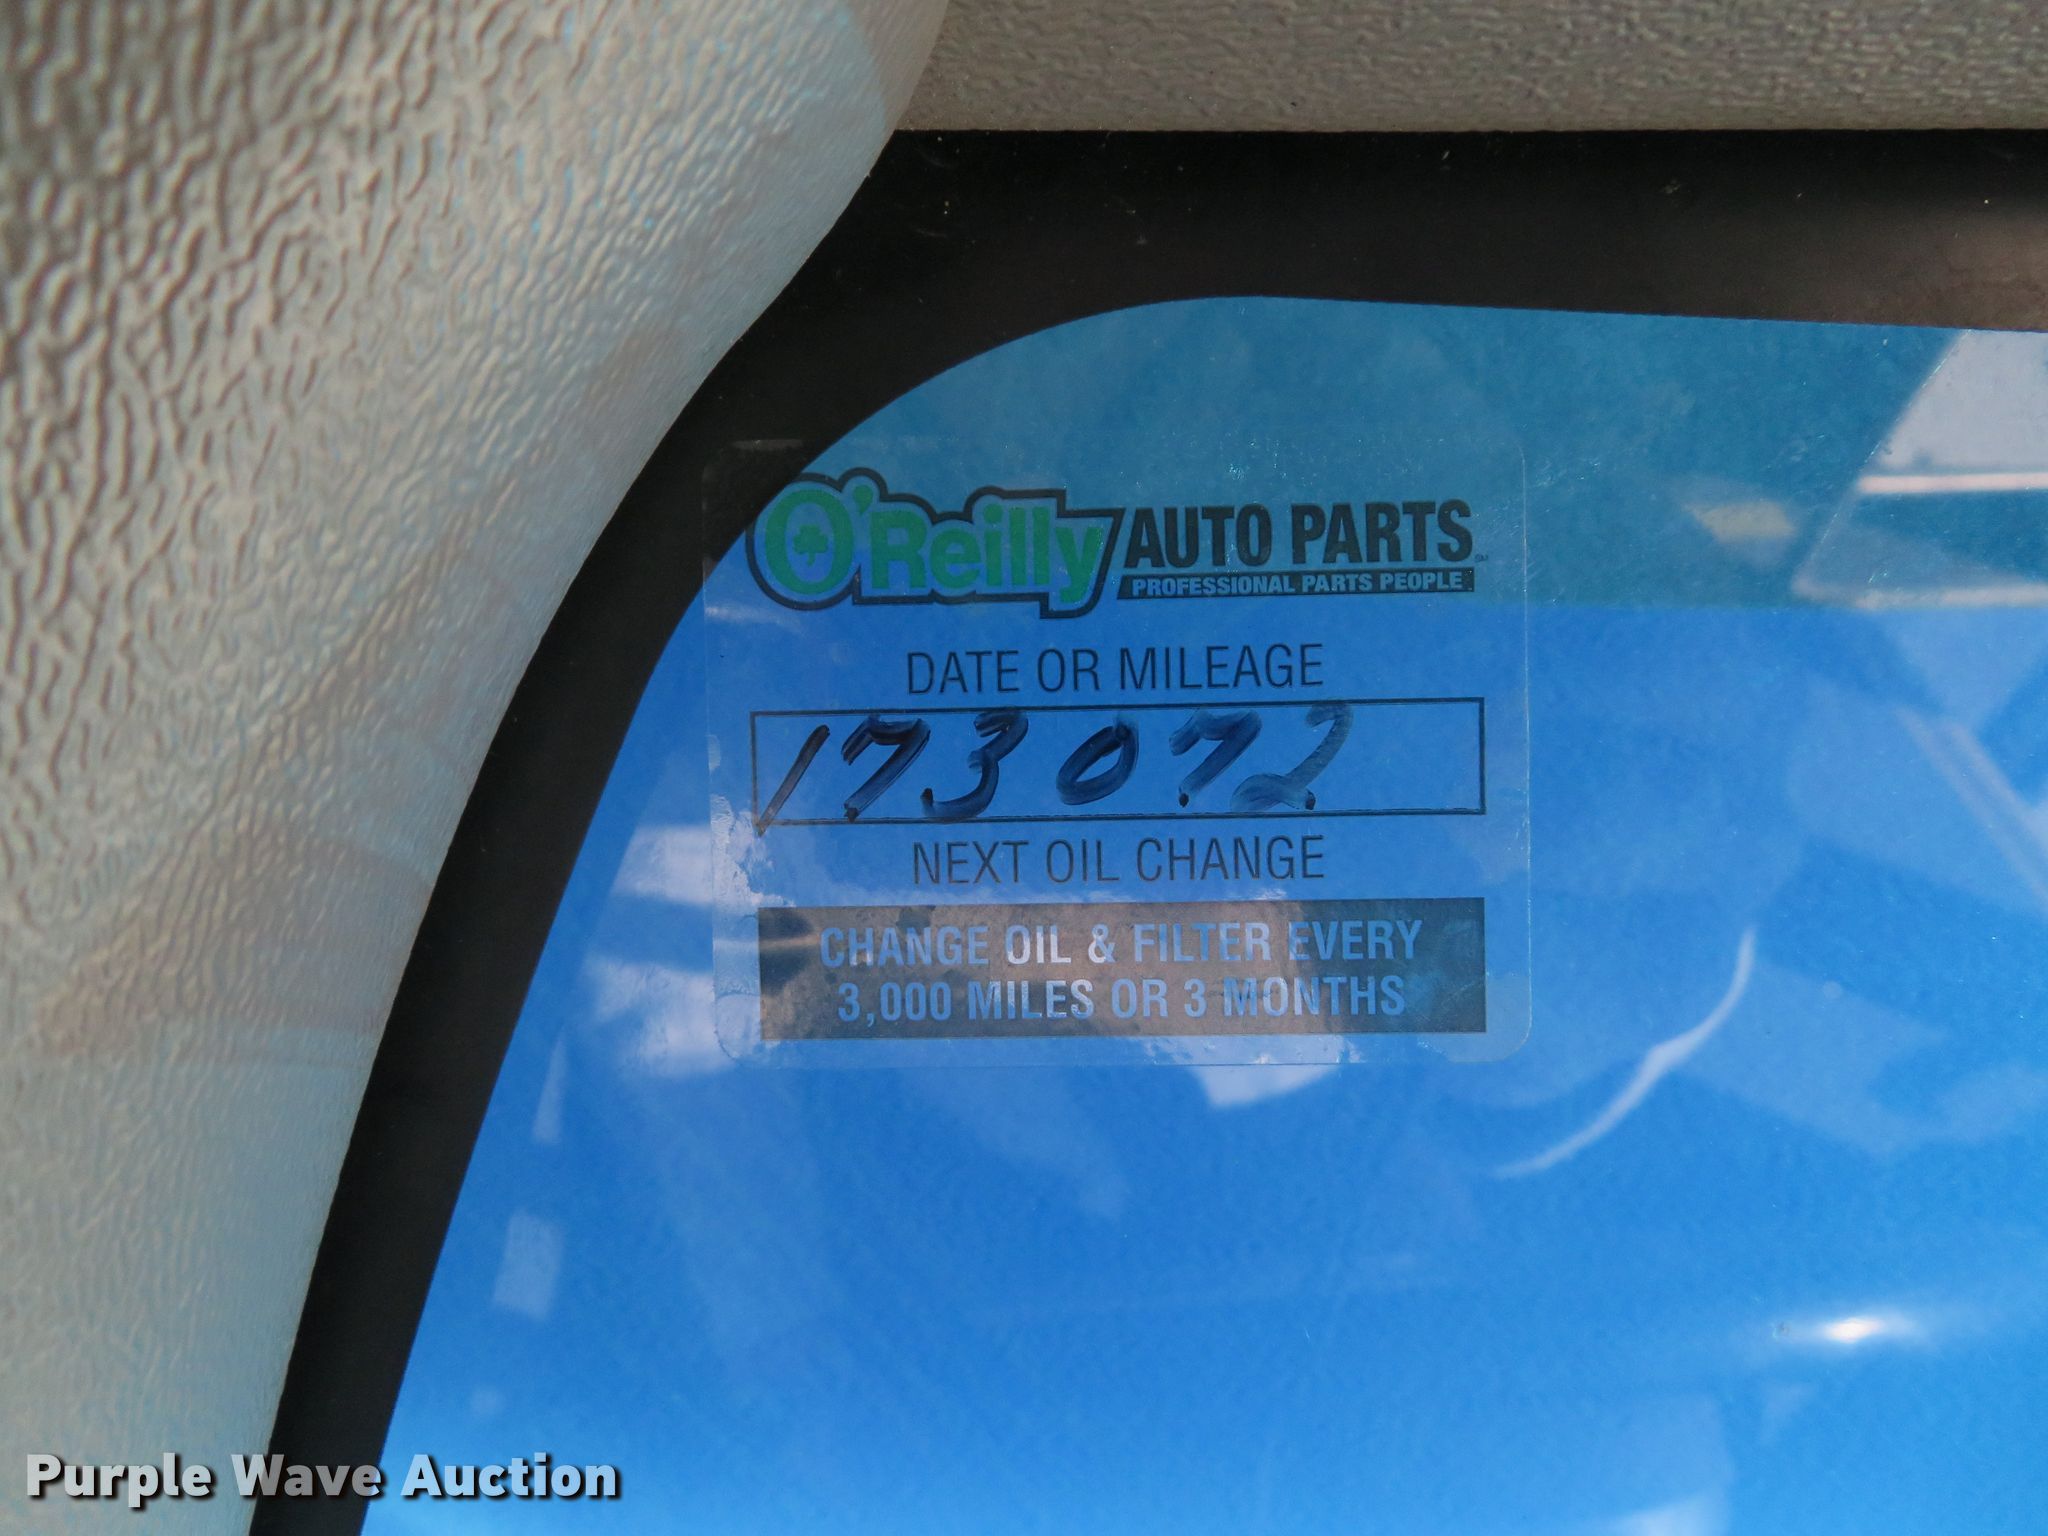 O'Reilly AUTO PARTS SM
PROFESSIONAL PARTS PEOPLE
DATE OR MILEAGE
173072
NEXT OIL CHANGE
CHANGE OIL & FILTER EVERY
3,000 MILES OR 3 MONTHS
Purple Wave Auction